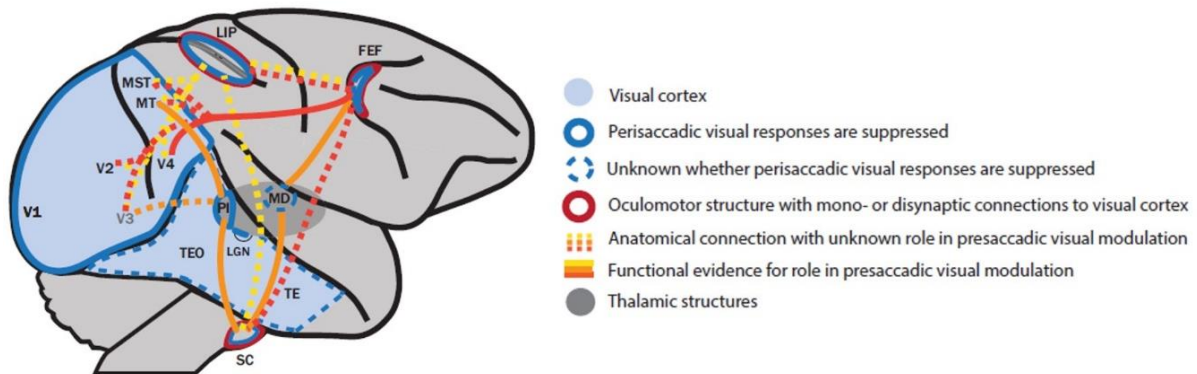 LIP
FEF
MST
MT
V2
V4
V3
V1
PI
MD
TEO
LGN
TE
SC
Visual cortex
Perisaccadic visual responses are suppressed
Unknown whether perisaccadic visual responses are suppressed
Oculomotor structure with mono- or disynaptic connections to visual cortex
Anatomical connection with unknown role in presaccadic visual modulation
Functional evidence for role in presaccadic visual modulation
Thalamic structures